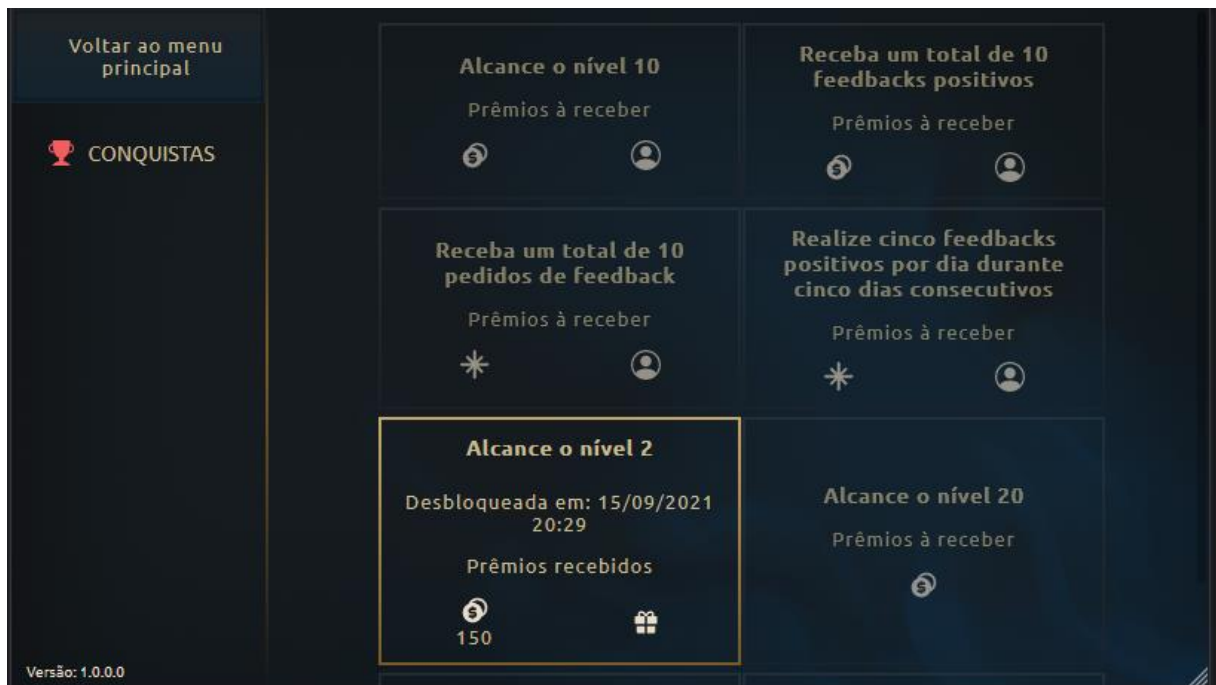 Voltar ao menu
principal
CONQUISTAS
Alcance o nível 10
Prêmios à receber
Receba um total de 10
feedbacks positivos
Prêmios à receber
Receba um total de 10
pedidos de feedback
Prêmios à receber
Realize cinco feedbacks
positivos por dia durante
cinco dias consecutivos
Prêmios à receber
Alcance o nível 2
Desbloqueada em: 15/09/2021
20:29
Prêmios recebidos
150
Alcance o nível 20
Prêmios à receber
Versão: 1.0.0.0